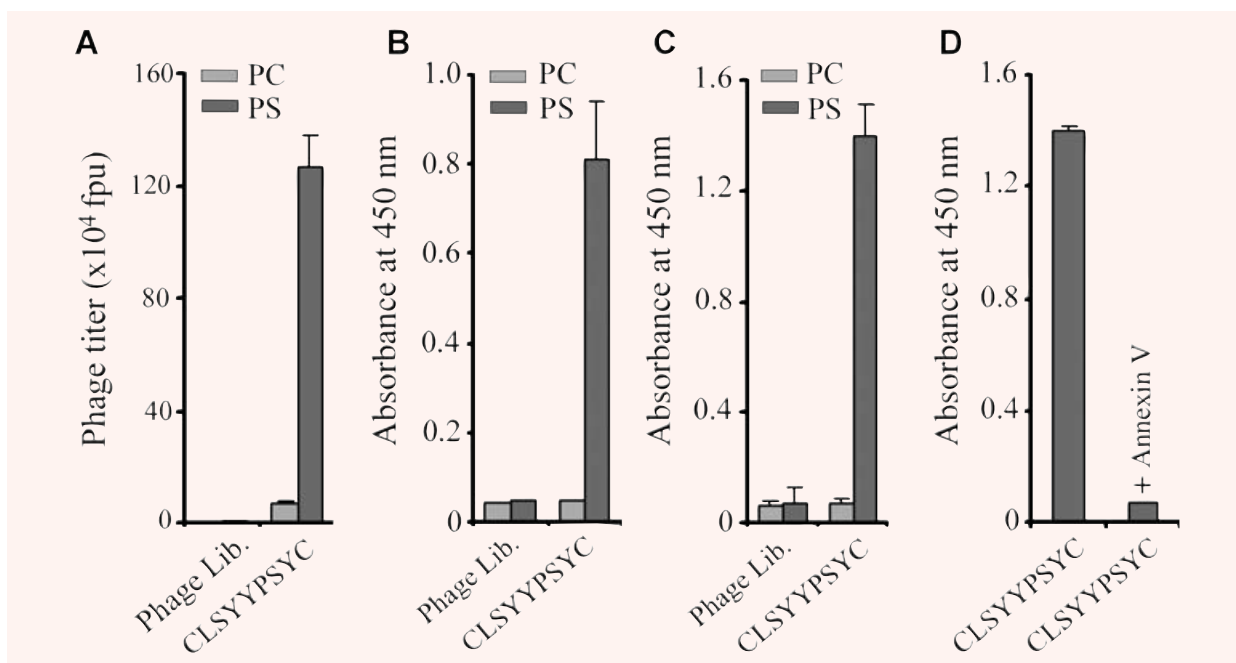 A
160
120
80
40
0
Phage titer (x10⁴ fpu)
PC
PS
Phage Lib.
CLSYYPSYC
B
1.0
0.8
0.6
0.4
0.2
0
Absorbance at 450 nm
PC
PS
Phage Lib.
CLSYYPSYC
C
1.6
1.2
0.8
0.4
0
Absorbance at 450 nm
PC
PS
Phage Lib.
CLSYYPSYC
D
1.6
1.2
0.8
0.4
0
Absorbance at 450 nm
+ Annexin V
CLSYYPSYC
CLSYYPSYC